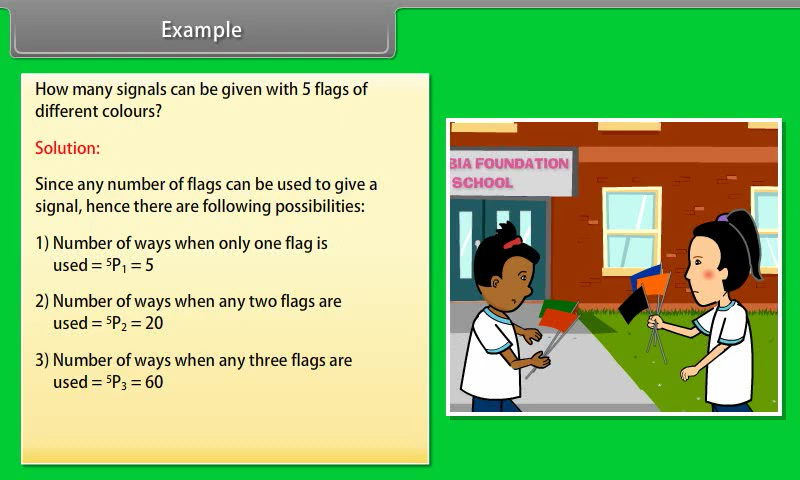 Example
How many signals can be given with 5 flags of
different colours?
Solution:
Since any number of flags can be used to give a
signal, hence there are following possibilities:
1) Number of ways when only one flag is
used = ⁵P₁ = 5
2) Number of ways when any two flags are
used = ⁵P₂ = 20
3) Number of ways when any three flags are
used = ⁵P₃ = 60
BIA FOUNDATION
SCHOOL